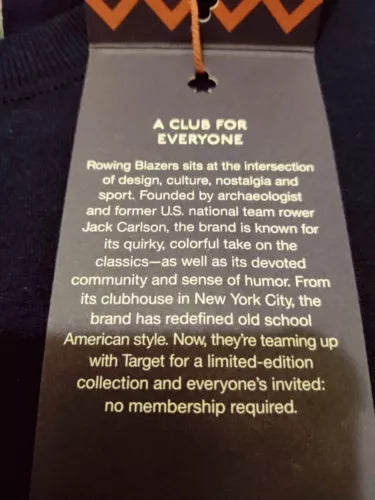 A CLUB FOR
EVERYONE
Rowing Blazers sits at the intersection
of design, culture, nostalgia and
sport. Founded by archaeologist
and former U.S. national team rower
Jack Carlson, the brand is known for
its quirky, colorful take on the
classics—as well as its devoted
community and sense of humor. From
its clubhouse in New York City, the
brand has redefined old school
American style. Now, they're teaming up
with Target for a limited-edition
collection and everyone's invited:
no membership required.